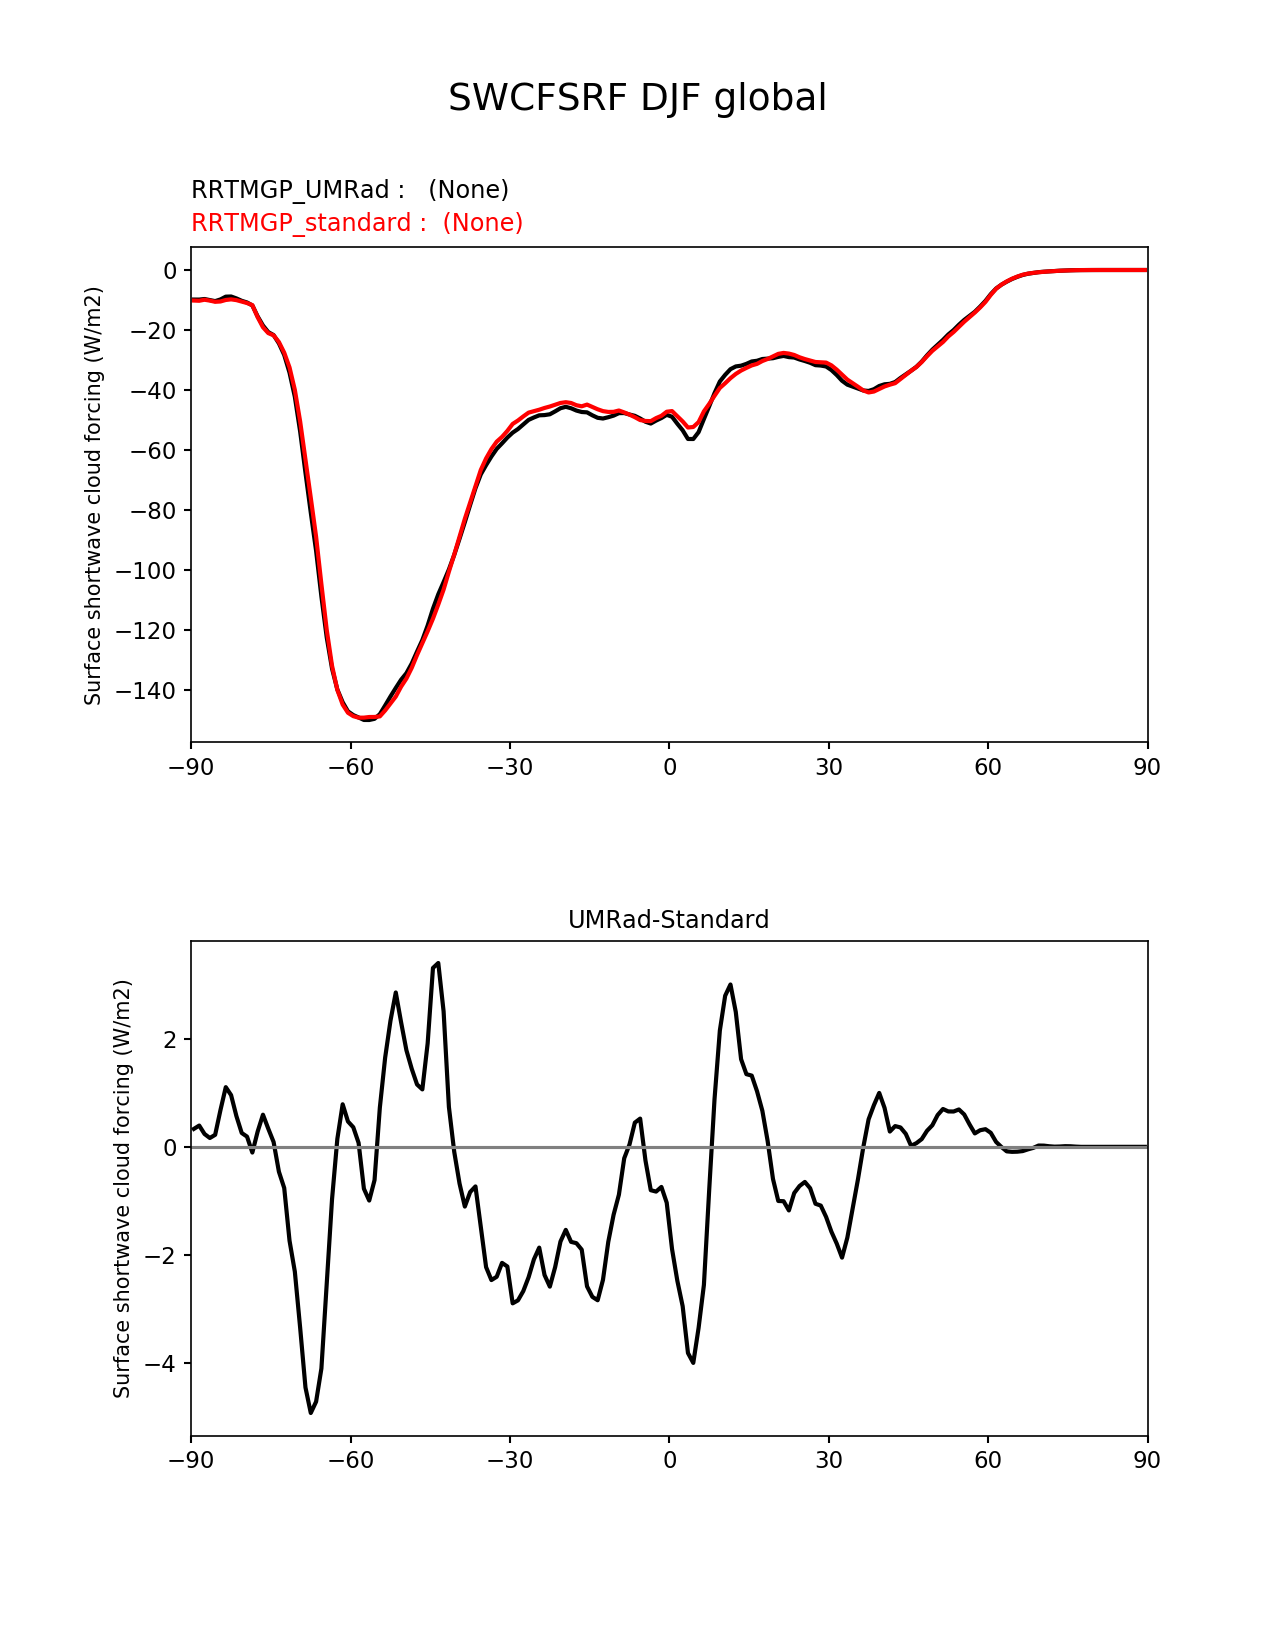 SWCFSRF DJF global
RRTMGP_UMRad :   (None)
RRTMGP_standard :  (None)
Surface shortwave cloud forcing (W/m2)
0
−20
−40
−60
−80
−100
−120
−140
−90 −60 −30 0 30 60 90
UMRad-Standard
Surface shortwave cloud forcing (W/m2)
2
0
−2
−4
−90 −60 −30 0 30 60 90